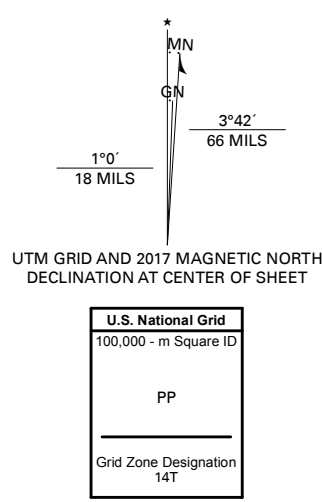 ★
MN
GN
3°42´
66 MILS
1°0´
18 MILS
UTM GRID AND 2017 MAGNETIC NORTH
DECLINATION AT CENTER OF SHEET
U.S. National Grid
100,000 - m Square ID
PP
Grid Zone Designation
14T